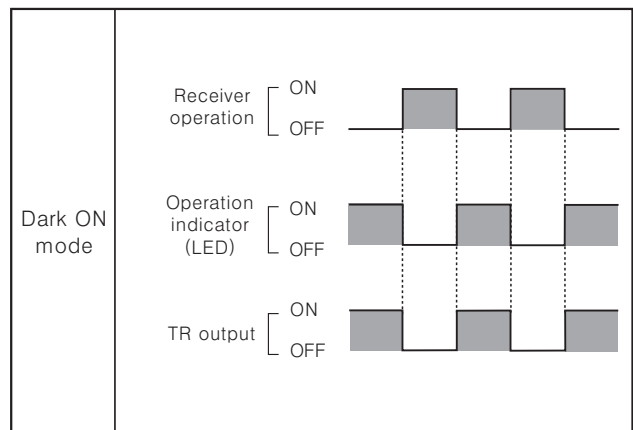 Dark ON
mode
Receiver
operation
ON
OFF
Operation
indicator
(LED)
ON
OFF
TR output
ON
OFF